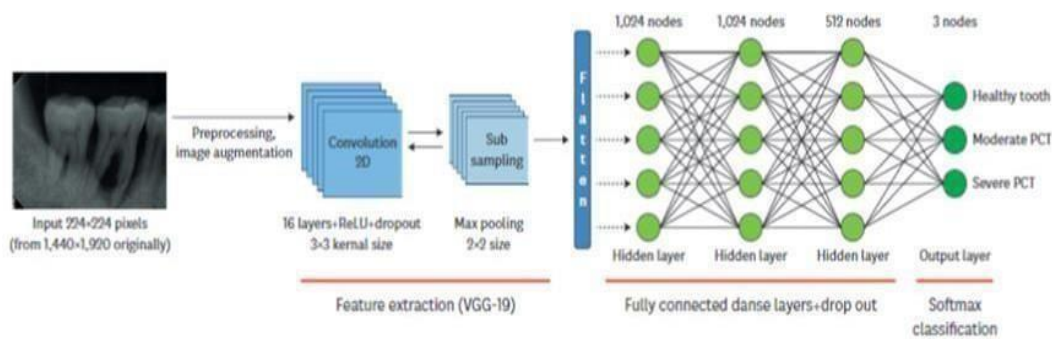 1,024 nodes
1,024 nodes
512 nodes
3 nodes
Preprocessing,
image augmentation
Convolution
2D
Sub
sampling
Flatten
Healthy tooth
Moderate PCT
Severe PCT
Input 224×224 pixels
(from 1,440×1,920 originally)
16 layers+ReLU+dropout
3×3 kernal size
Max pooling
2×2 size
Hidden layer
Hidden layer
Hidden layer
Output layer
Feature extraction (VGG-19)
Fully connected danse layers+drop out
Softmax
classification